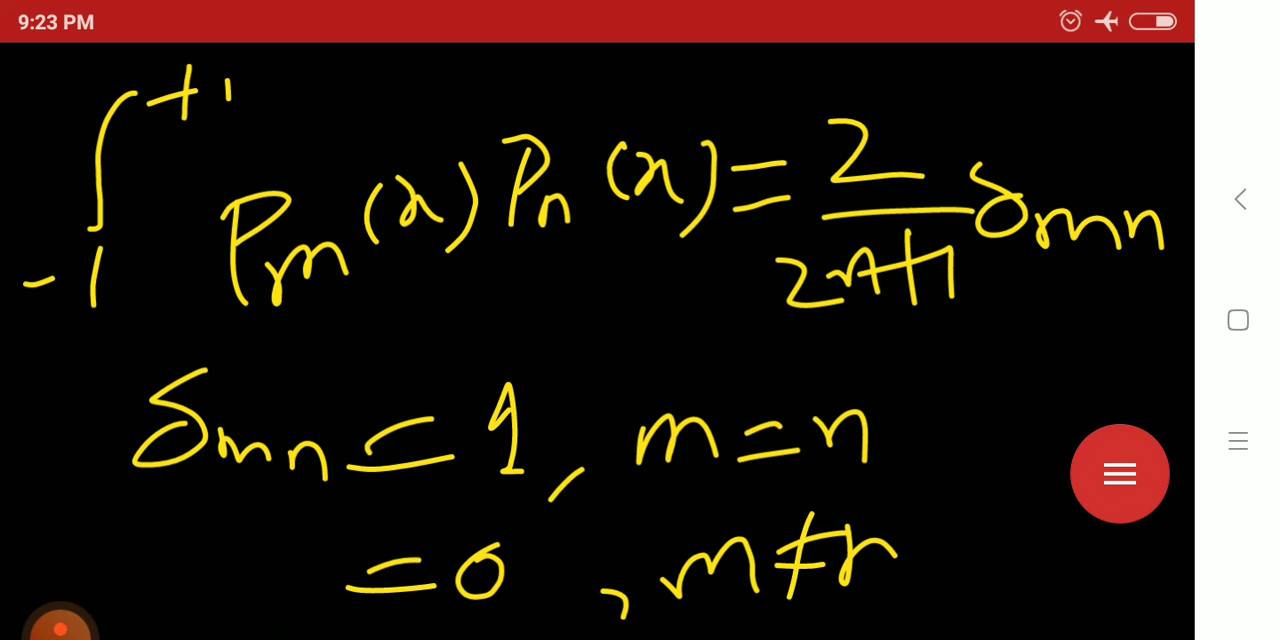 9:23 PM
∫₋₁⁺¹ Pₘ(x) Pₙ(x) = 2/(2n+1) δₘₙ
δₘₙ = 1, m = n
= 0, m ≠ n